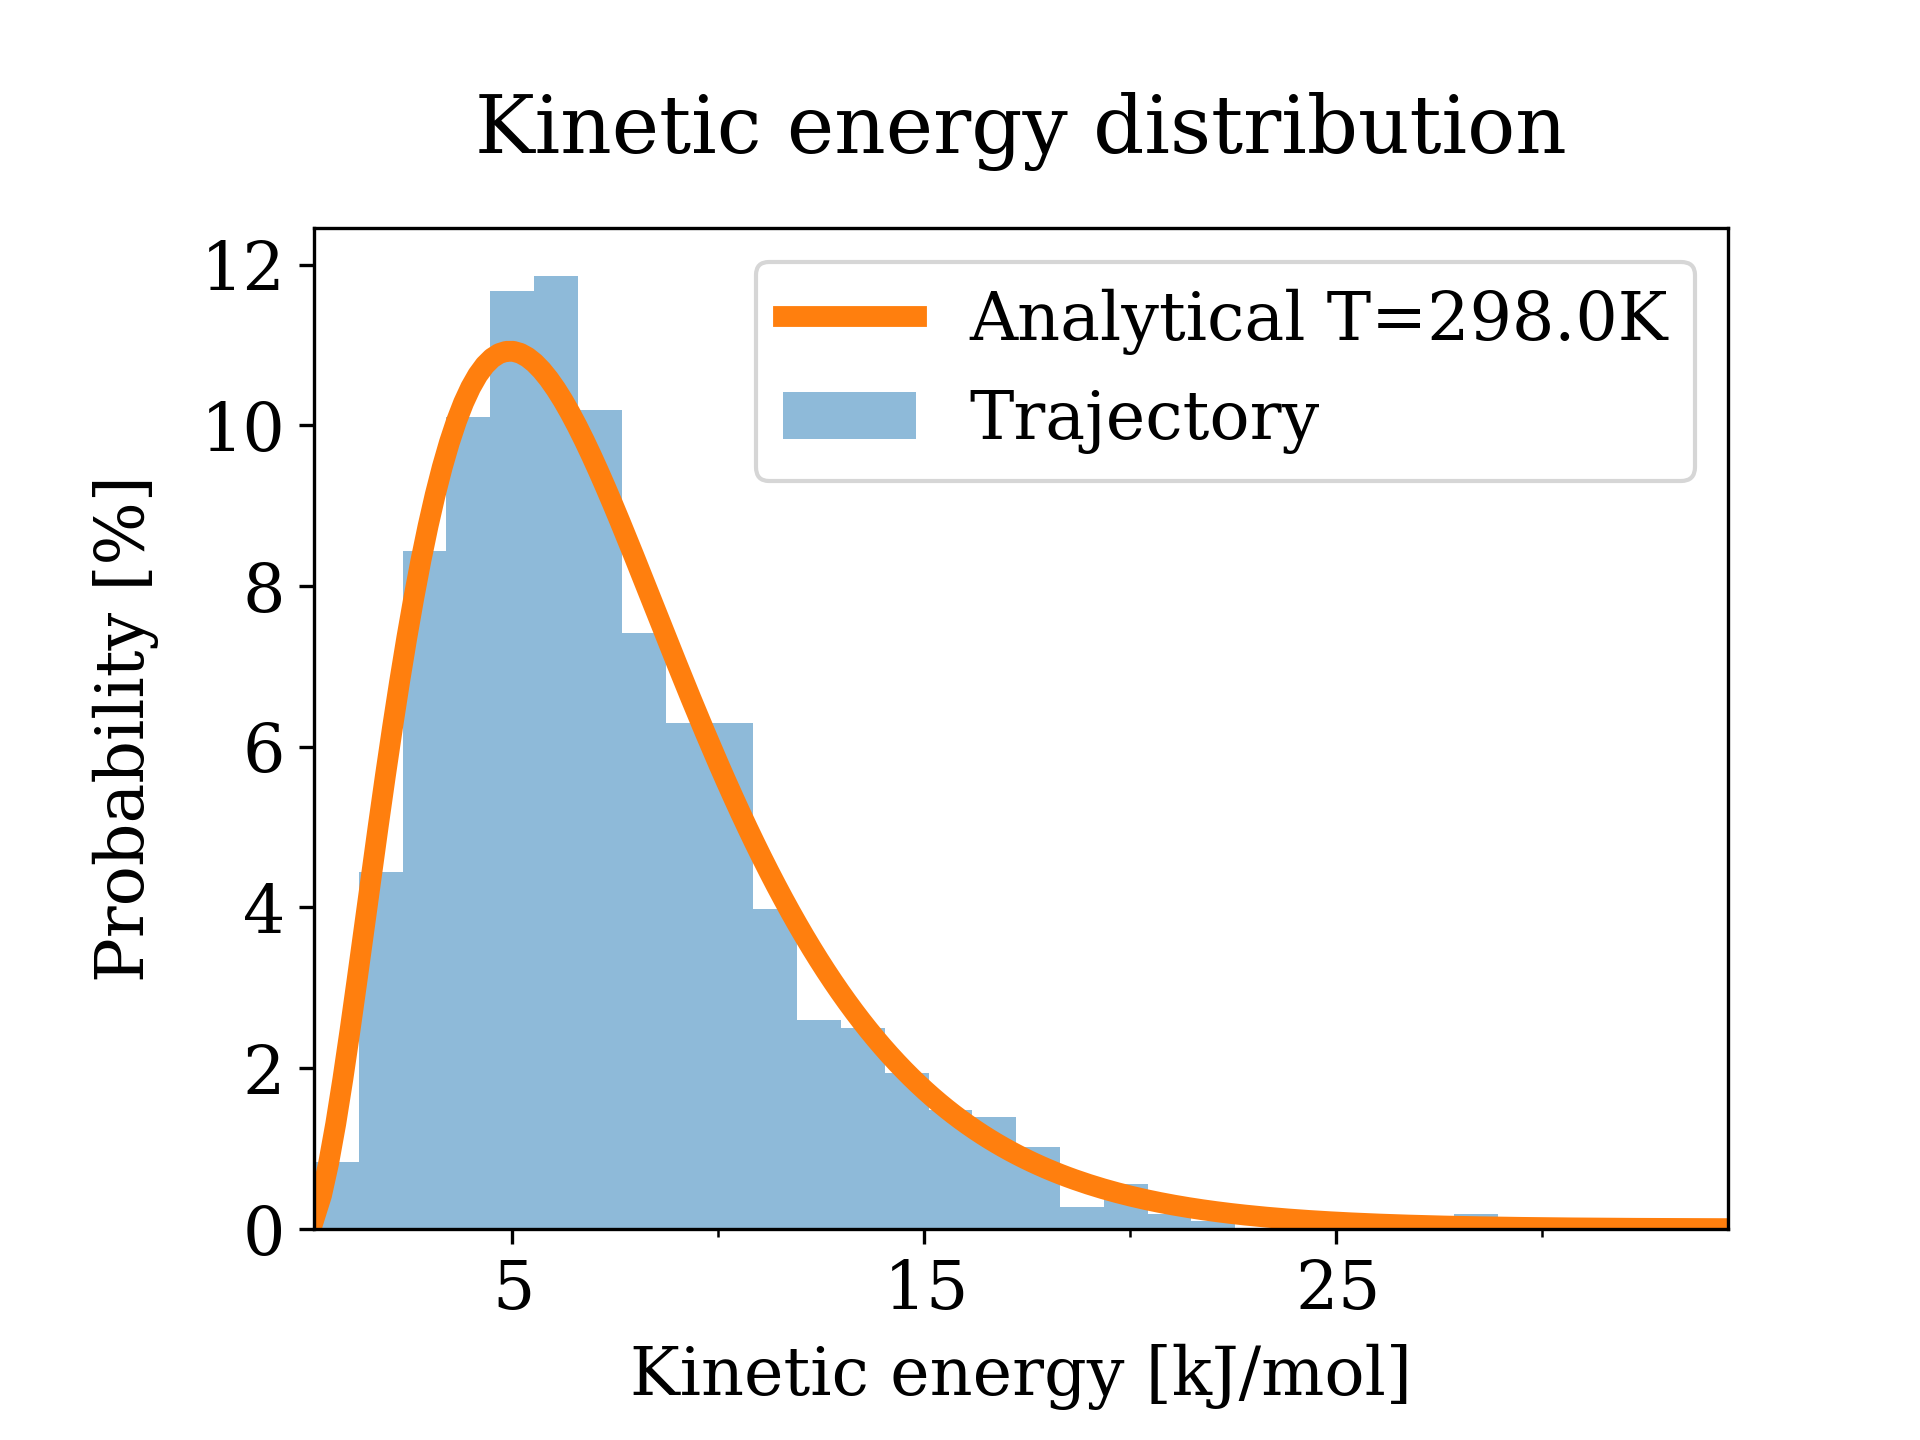 Kinetic energy distribution
12
10
8
6
4
2
0
Probability [%]
Analytical T=298.0K
Trajectory
5 15 25
Kinetic energy [kJ/mol]